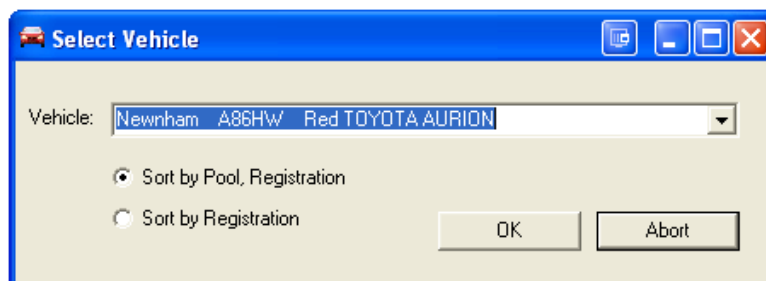 Select Vehicle
Vehicle: Newnham A86HW Red TOYOTA AURION
Sort by Pool, Registration
Sort by Registration
OK Abort